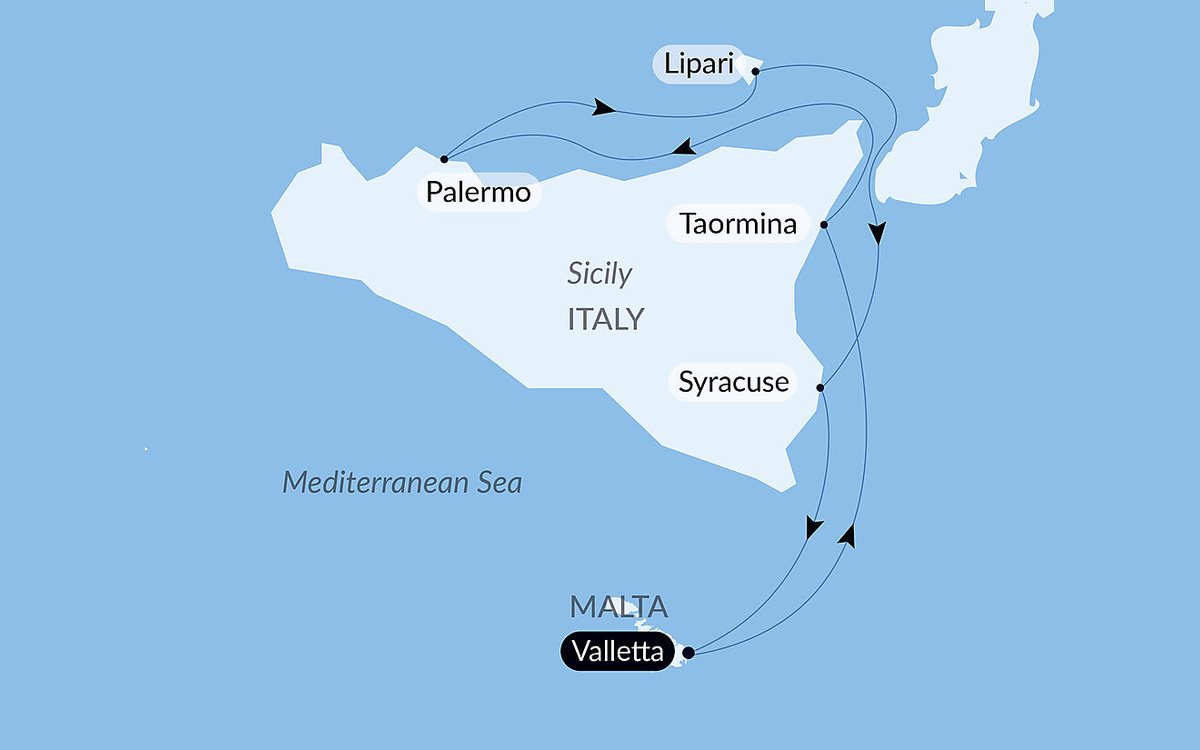 Lipari
Palermo
Taormina
Sicily
ITALY
Syracuse
Mediterranean Sea
MALTA
Valletta